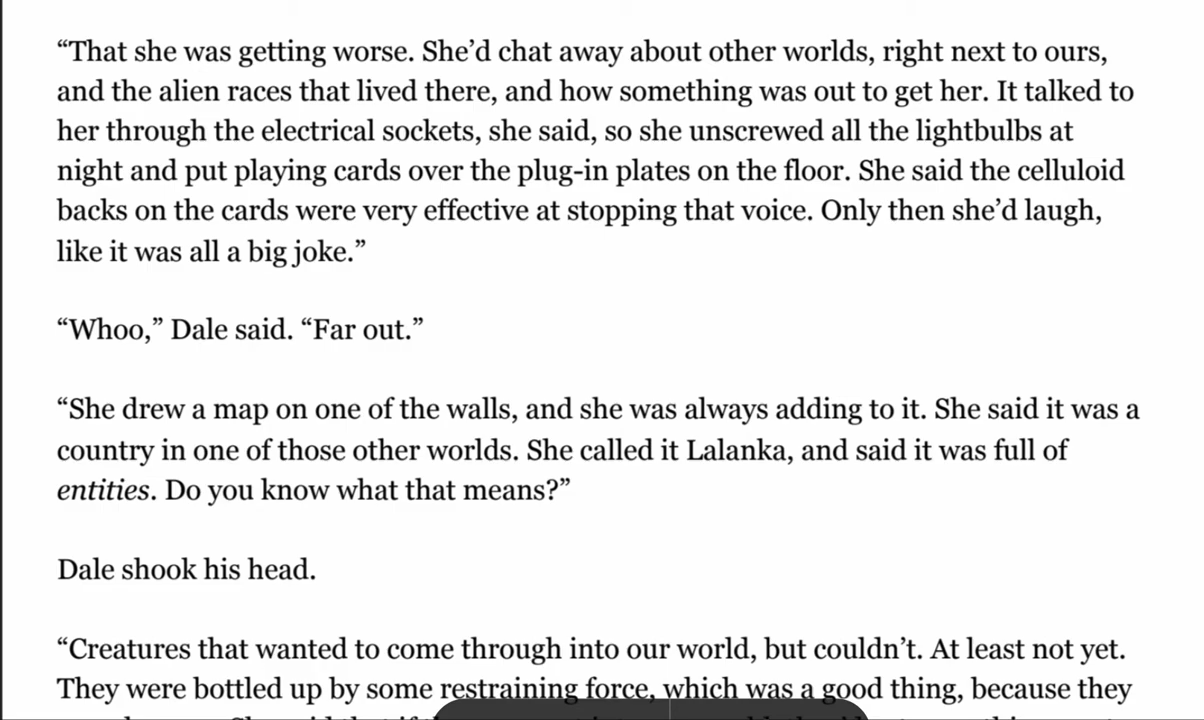 “That she was getting worse. She’d chat away about other worlds, right next to ours,
and the alien races that lived there, and how something was out to get her. It talked to
her through the electrical sockets, she said, so she unscrewed all the lightbulbs at
night and put playing cards over the plug-in plates on the floor. She said the celluloid
backs on the cards were very effective at stopping that voice. Only then she’d laugh,
like it was all a big joke.”
“Whoo,” Dale said. “Far out.”
“She drew a map on one of the walls, and she was always adding to it. She said it was a
country in one of those other worlds. She called it Lalanka, and said it was full of
entities. Do you know what that means?”
Dale shook his head.
“Creatures that wanted to come through into our world, but couldn’t. At least not yet.
They were bottled up by some restraining force, which was a good thing, because they